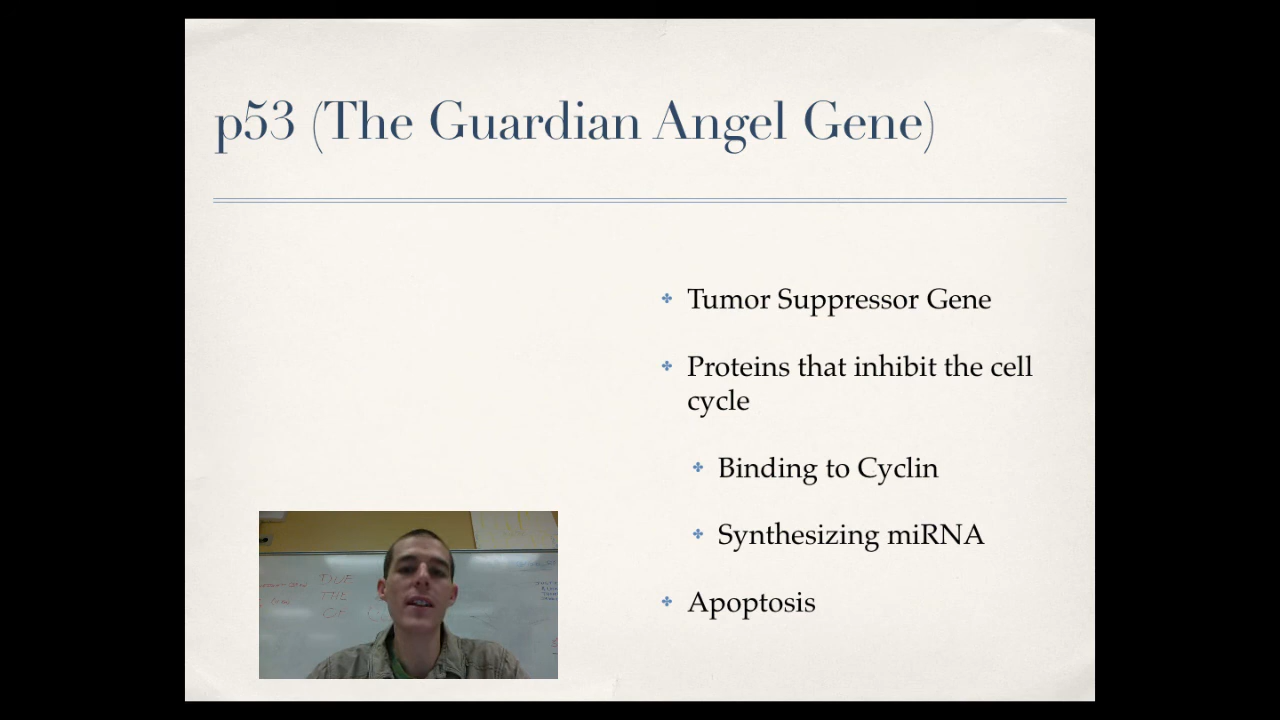 p53 (The Guardian Angel Gene)
Tumor Suppressor Gene
Proteins that inhibit the cell
cycle
Binding to Cyclin
Synthesizing miRNA
Apoptosis